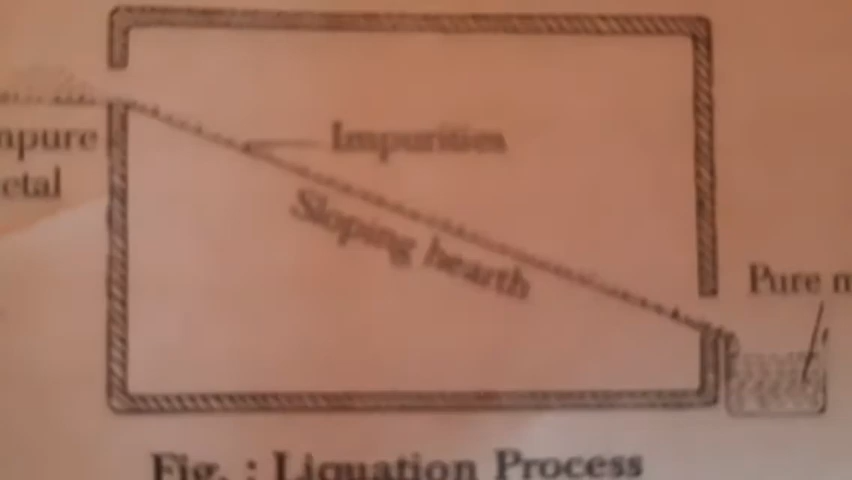 Impurities
npure
etal
Sloping hearth
Pure m
Fig. : Liquation Process